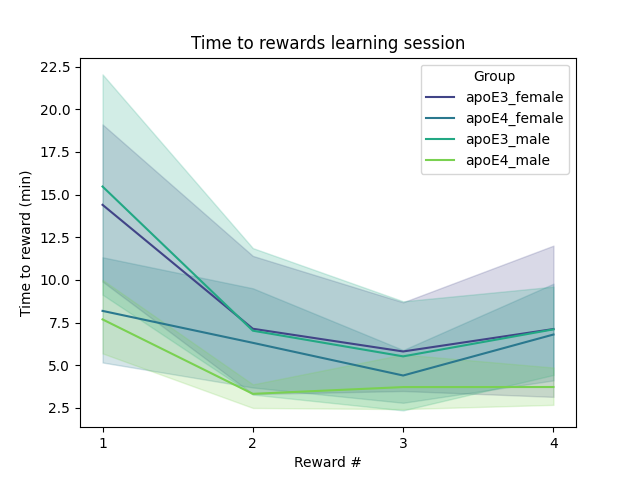 Time to rewards learning session
Group
apoE3_female
apoE4_female
apoE3_male
apoE4_male
Time to reward (min)
22.5
20.0
17.5
15.0
12.5
10.0
7.5
5.0
2.5
1 2 3 4
Reward #